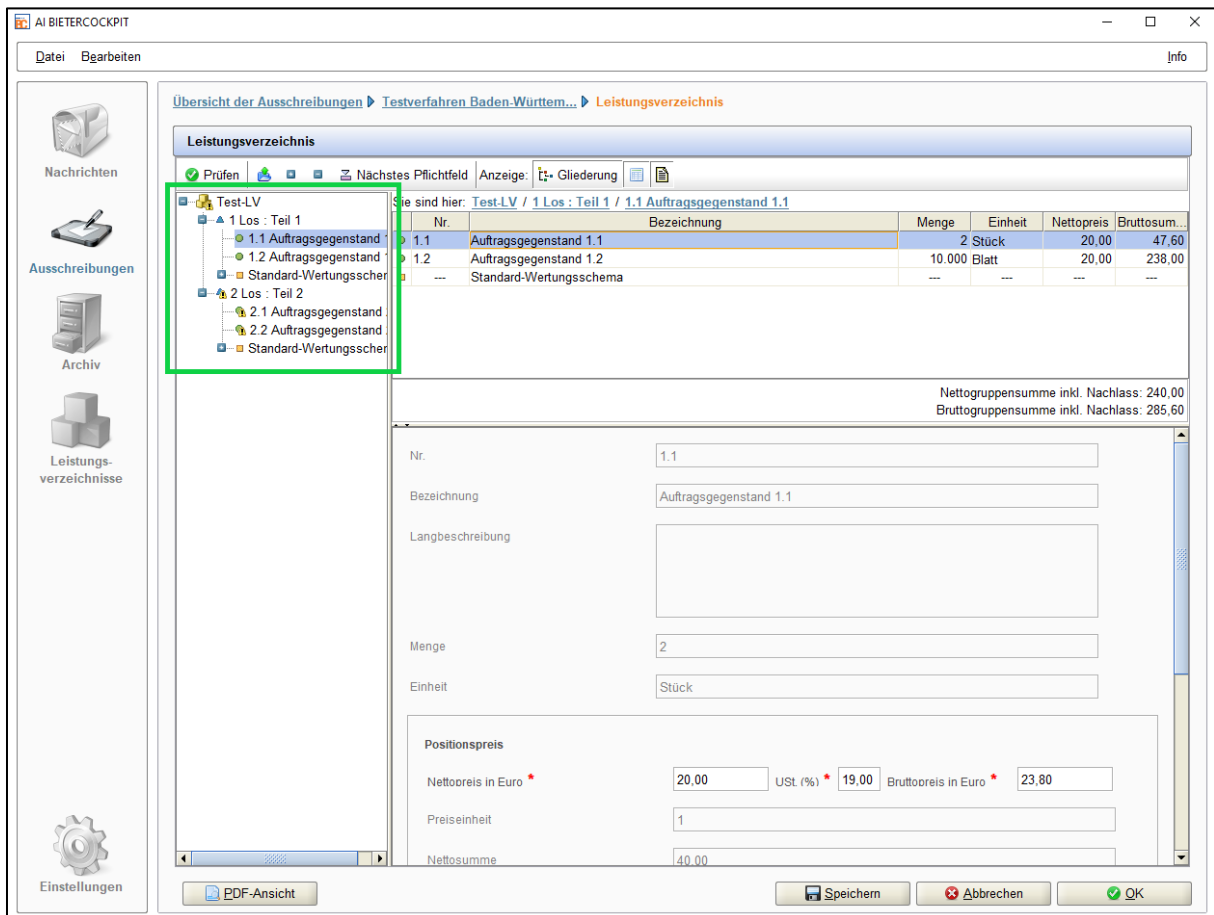 AI BIETERCOCKPIT
Datei Bearbeiten Info
Nachrichten
Ausschreibungen
Archiv
Leistungs-
verzeichnisse
Einstellungen
Übersicht der Ausschreibungen Testverfahren Baden-Württem... Leistungsverzeichnis
Leistungsverzeichnis
Prüfen Nächstes Pflichtfeld Anzeige: Gliederung
Test-LV
1 Los : Teil 1
1.1 Auftragsgegenstand
1.2 Auftragsgegenstand
Standard-Wertungsscher
2 Los : Teil 2
2.1 Auftragsgegenstand
2.2 Auftragsgegenstand
Standard-Wertungsscher
Sie sind hier: Test-LV / 1 Los : Teil 1 / 1.1 Auftragsgegenstand 1.1
Nr. Bezeichnung Menge Einheit Nettopreis Bruttosum...
1.1 Auftragsgegenstand 1.1 2 Stück 20,00 47,60
1.2 Auftragsgegenstand 1.2 10.000 Blatt 20,00 238,00
--- Standard-Wertungsschema --- --- --- ---
Nettogruppensumme inkl. Nachlass: 240,00
Bruttogruppensumme inkl. Nachlass: 285,60
Nr. 1.1
Bezeichnung Auftragsgegenstand 1.1
Langbeschreibung
Menge 2
Einheit Stück
Positionspreis
Nettopreis in Euro * 20,00 USt. (%) * 19,00 Bruttopreis in Euro * 23,80
Preiseinheit 1
Nettosumme 40,00
PDF-Ansicht Speichern Abbrechen OK